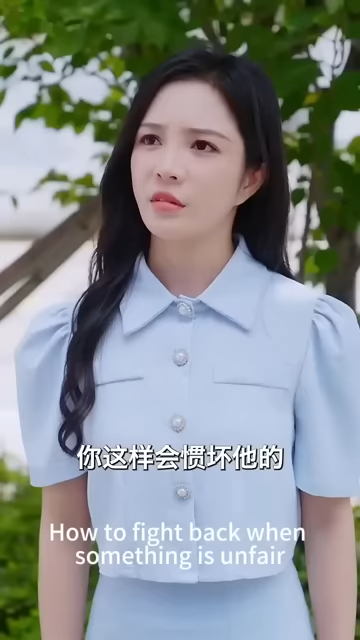 你这样会惯坏他的
How to fight back when
something is unfair